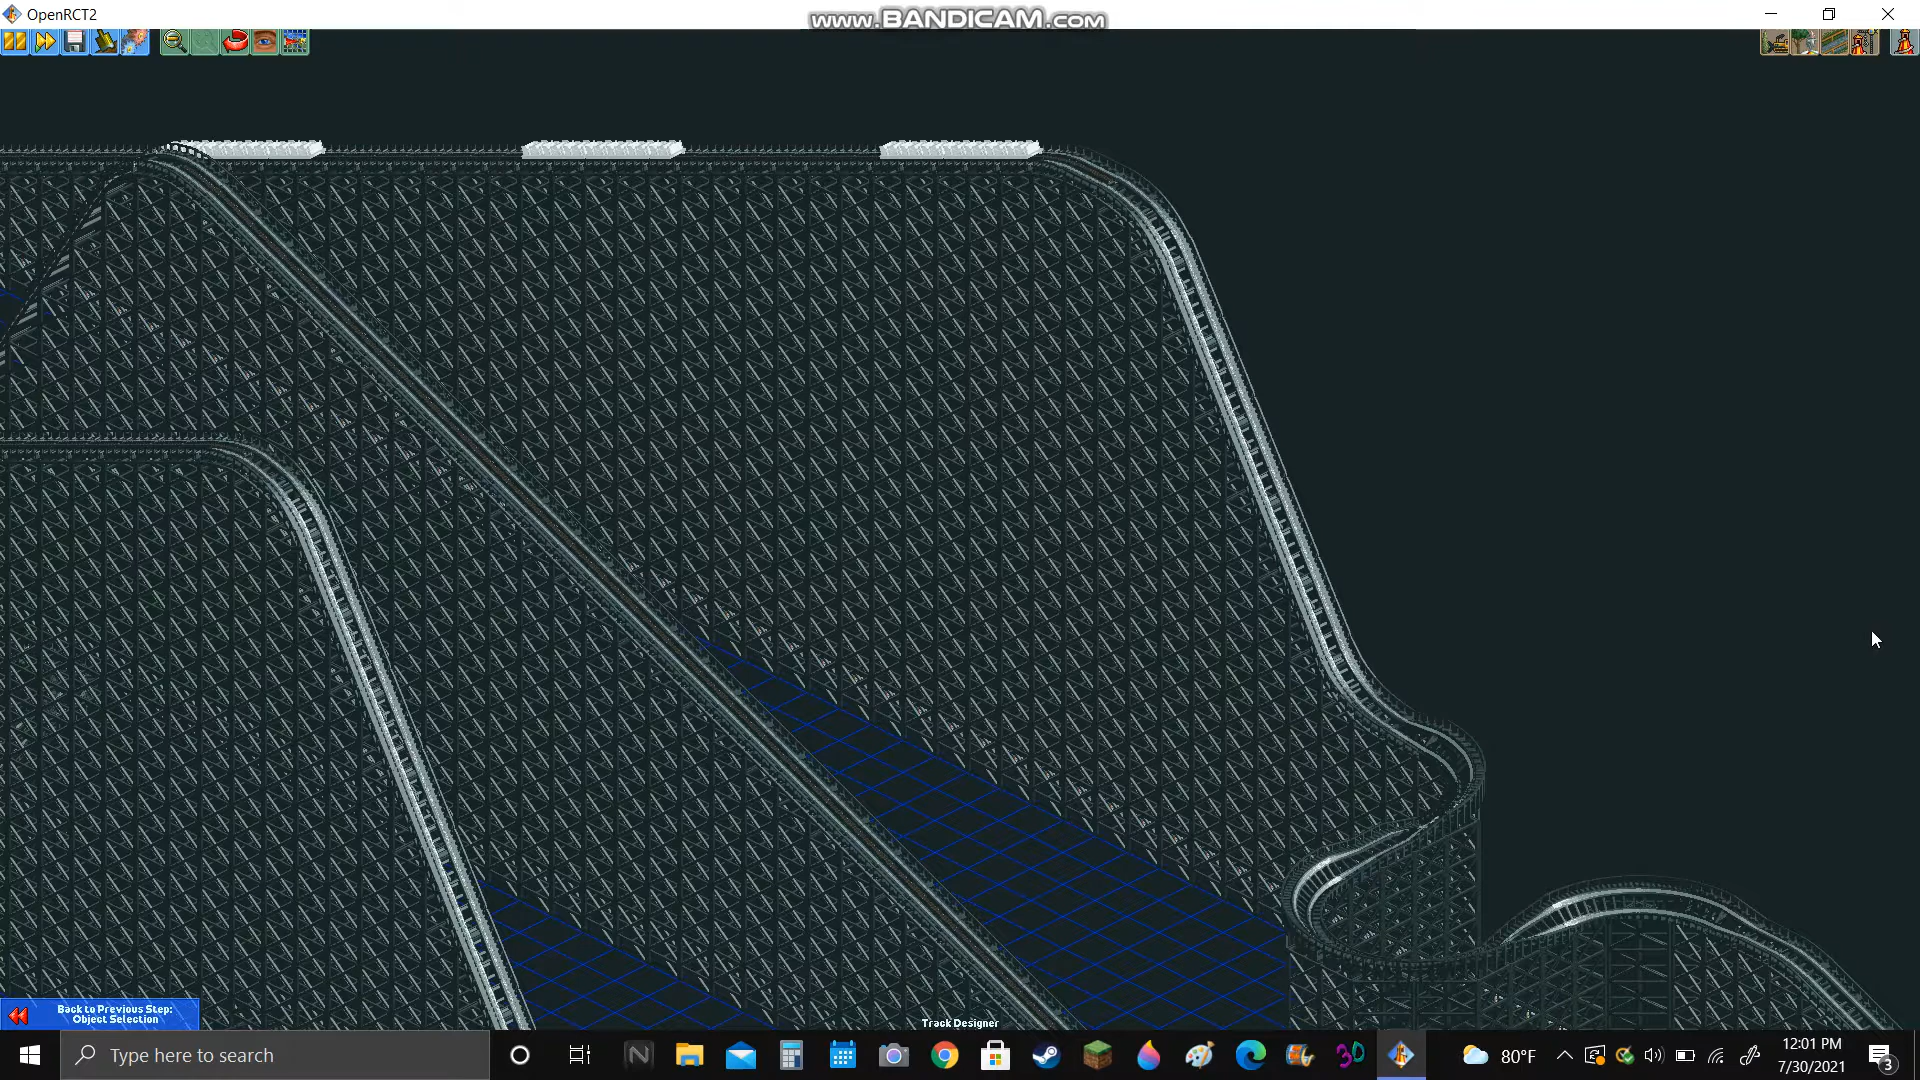 OpenRCT2
www.BANDICAM.com
Back to Previous Step:
Object Selection
Track Designer
Type here to search
80°F
12:01 PM
7/30/2021
3